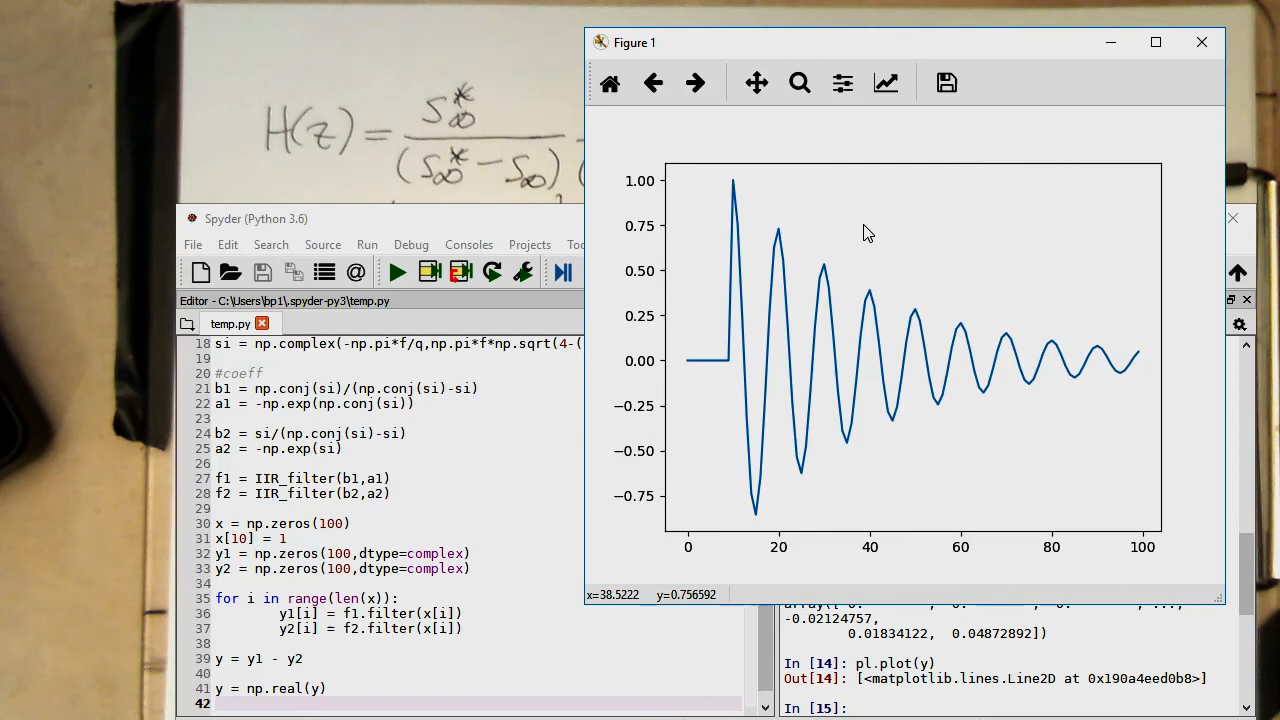 H(z) = S∞*
(S∞* - S∞)
Figure 1
1.00
0.75
0.50
0.25
0.00
−0.25
−0.50
−0.75
0 20 40 60 80 100
x=38.5222 y=0.756592
Spyder (Python 3.6)
File Edit Search Source Run Debug Consoles Projects
Editor - C:\Users\bp1\.spyder-py3\temp.py
temp.py
18 si = np.complex(-np.pi*f/q,np.pi*f*np.sqrt(4-(
19
20 #coeff
21 b1 = np.conj(si)/(np.conj(si)-si)
22 a1 = -np.exp(np.conj(si))
23
24 b2 = si/(np.conj(si)-si)
25 a2 = -np.exp(si)
26
27 f1 = IIR_filter(b1,a1)
28 f2 = IIR_filter(b2,a2)
29
30 x = np.zeros(100)
31 x[10] = 1
32 y1 = np.zeros(100,dtype=complex)
33 y2 = np.zeros(100,dtype=complex)
34
35 for i in range(len(x)):
36 y1[i] = f1.filter(x[i])
37 y2[i] = f2.filter(x[i])
38
39 y = y1 - y2
40
41 y = np.real(y)
42
-0.02124757,
0.01834122, 0.04872892])
In [14]: pl.plot(y)
Out[14]: [<matplotlib.lines.Line2D at 0x190a4eed0b8>]
In [15]: